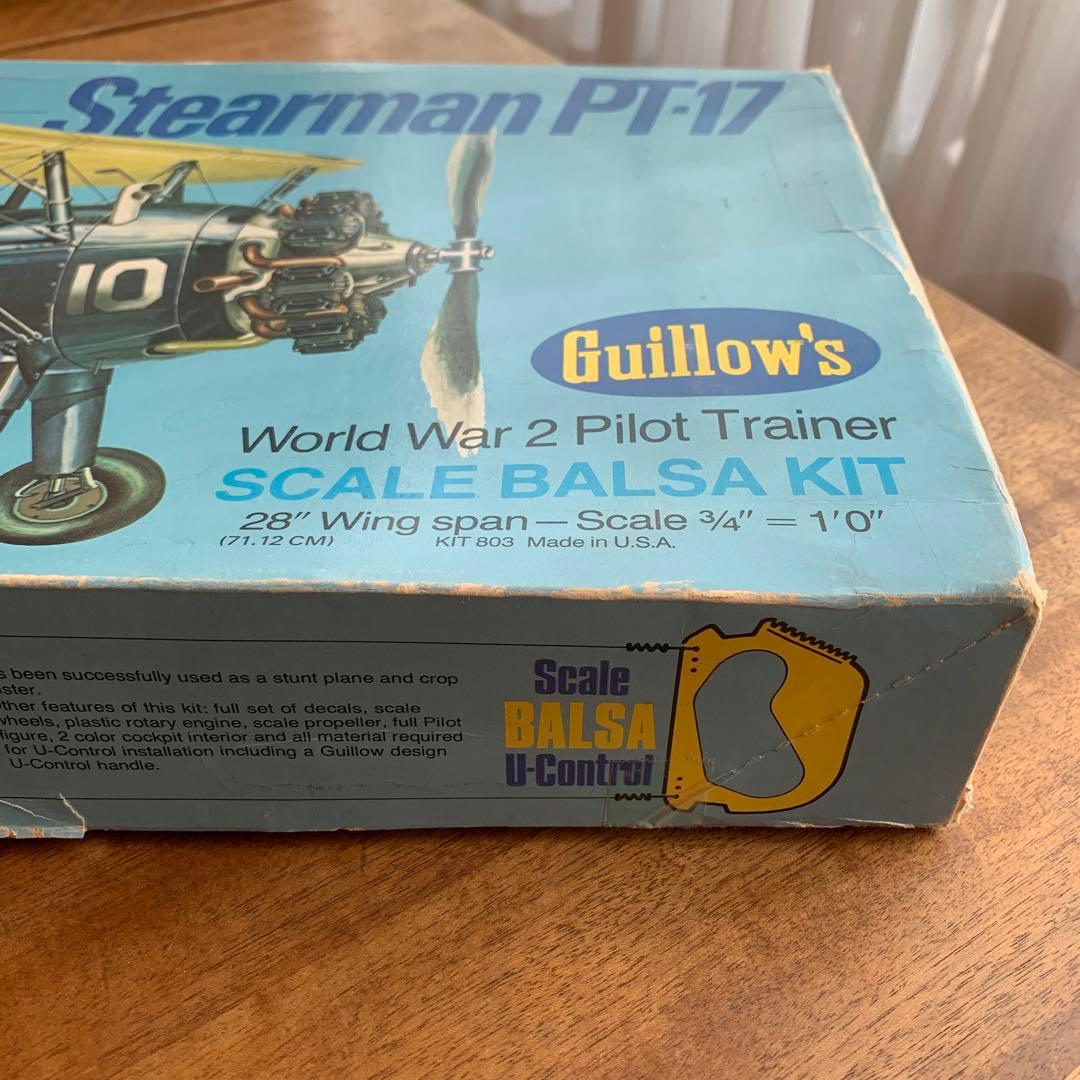 Stearman PT-17
10
Guillow's
World War 2 Pilot Trainer
SCALE BALSA KIT
28" Wing span — Scale 3/4" = 1'0"
(71.12 CM) KIT 803 Made in U.S.A.
s been successfully used as a stunt plane and crop
ster.
ther features of this kit: full set of decals, scale
wheels, plastic rotary engine, scale propeller, full Pilot
figure, 2 color cockpit interior and all material required
for U-Control installation including a Guillow design
U-Control handle.
Scale
BALSA
U-Control